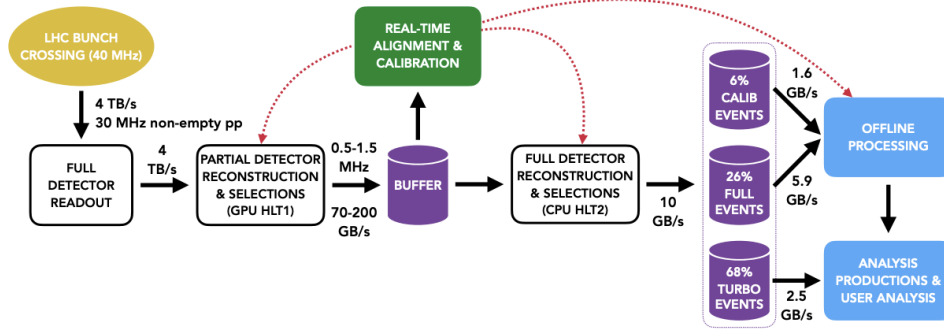 LHC BUNCH
CROSSING (40 MHz)
4 TB/s
30 MHz non-empty pp
FULL
DETECTOR
READOUT
4
TB/s
PARTIAL DETECTOR
RECONSTRUCTION
& SELECTIONS
(GPU HLT1)
0.5-1.5
MHz
70-200
GB/s
REAL-TIME
ALIGNMENT &
CALIBRATION
BUFFER
FULL DETECTOR
RECONSTRUCTION
& SELECTIONS
(CPU HLT2)
10
GB/s
6%
CALIB
EVENTS
26%
FULL
EVENTS
68%
TURBO
EVENTS
1.6
GB/s
5.9
GB/s
2.5
GB/s
OFFLINE
PROCESSING
ANALYSIS
PRODUCTIONS &
USER ANALYSIS